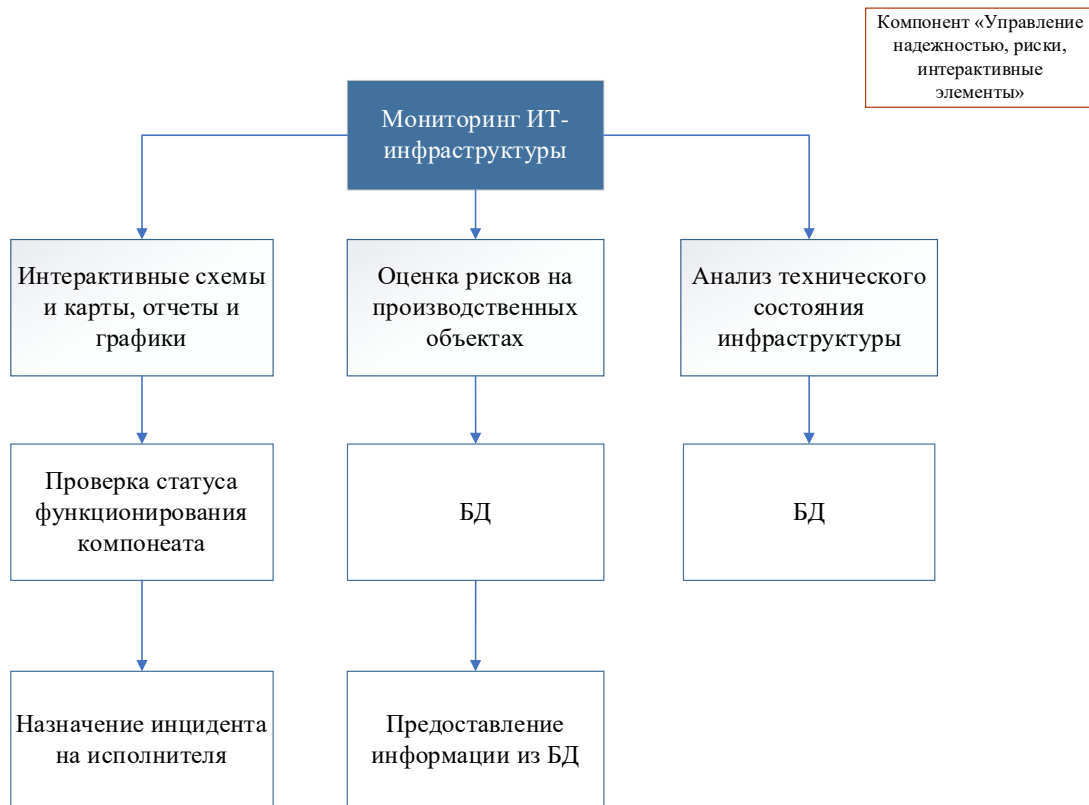 Компонент «Управление
надежностью, риски,
интерактивные
элементы»
Мониторинг ИТ-
инфраструктуры
Интерактивные схемы
и карты, отчеты и
графики
Оценка рисков на
производственных
объектах
Анализ технического
состояния
инфраструктуры
Проверка статуса
функционирования
компонеата
БД
БД
Назначение инцидента
на исполнителя
Предоставление
информации из БД